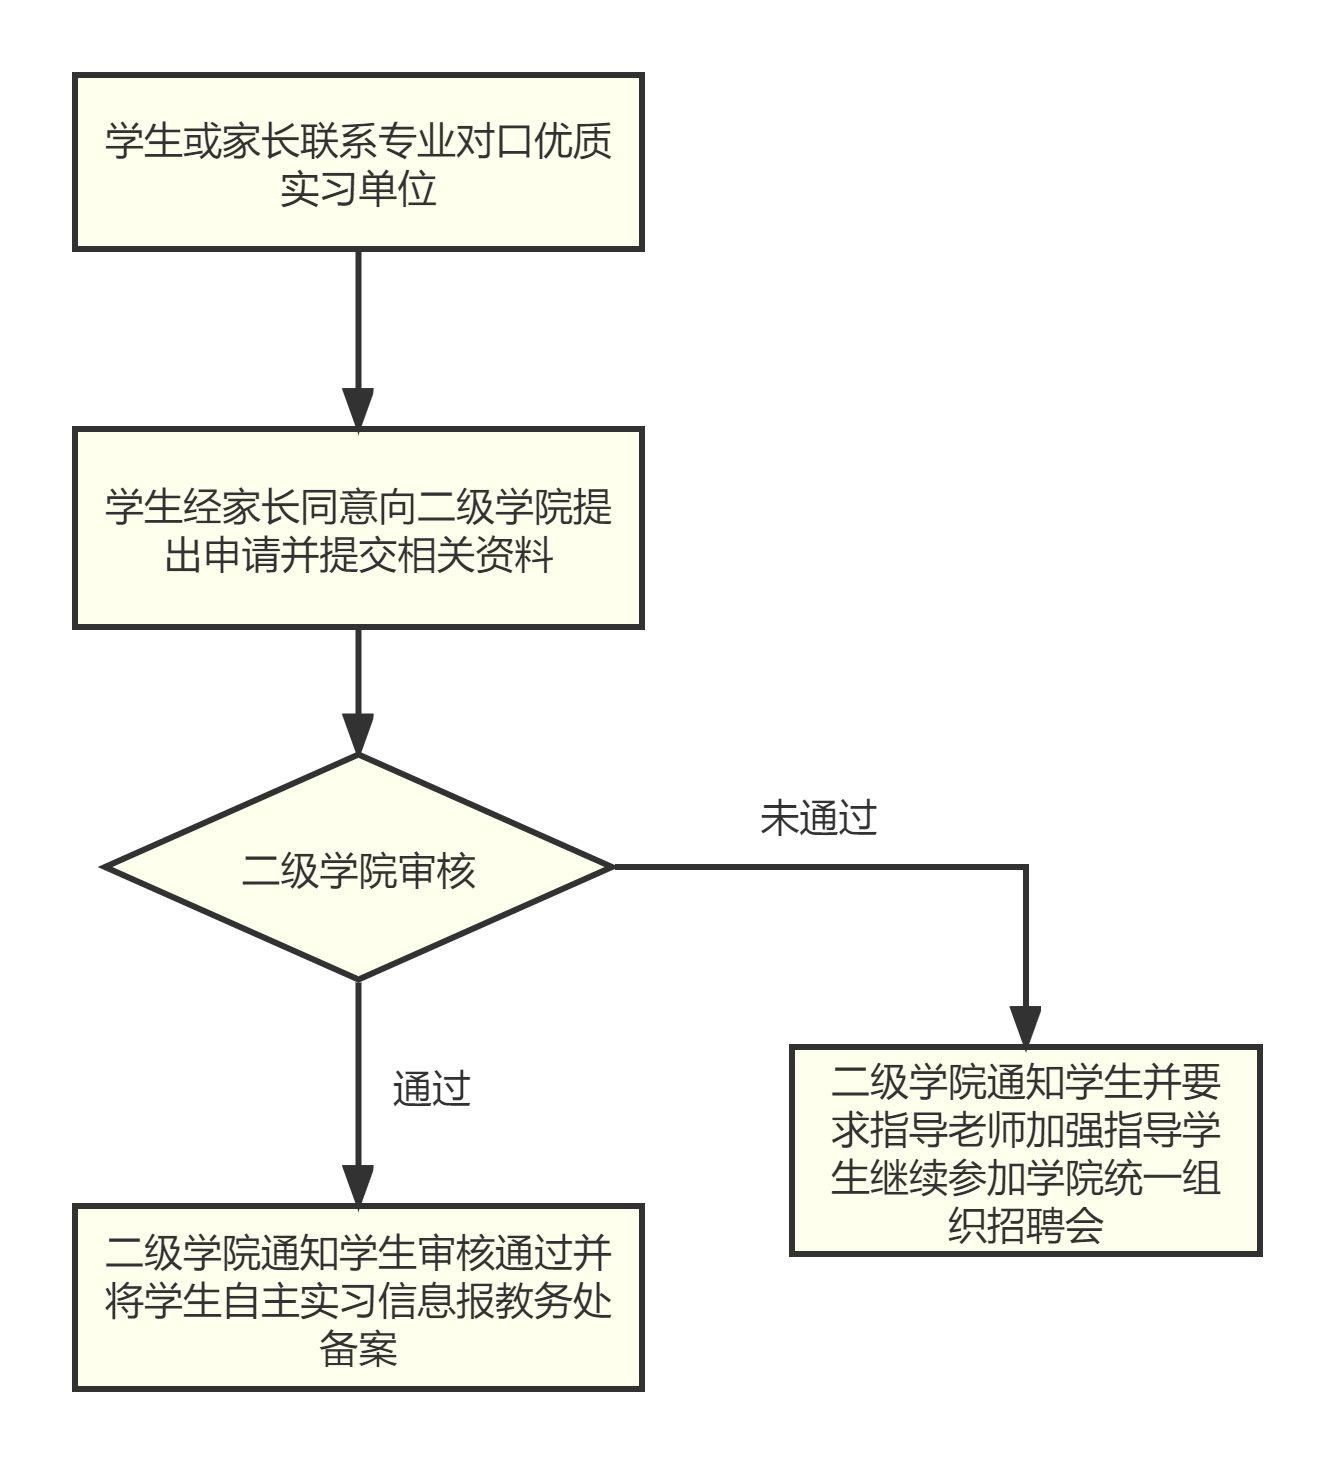 学生或家长联系专业对口优质
实习单位
学生经家长同意向二级学院提
出申请并提交相关资料
二级学院审核
未通过
通过
二级学院通知学生并要
求指导老师加强指导学
生继续参加学院统一组
织招聘会
二级学院通知学生审核通过并
将学生自主实习信息报教务处
备案